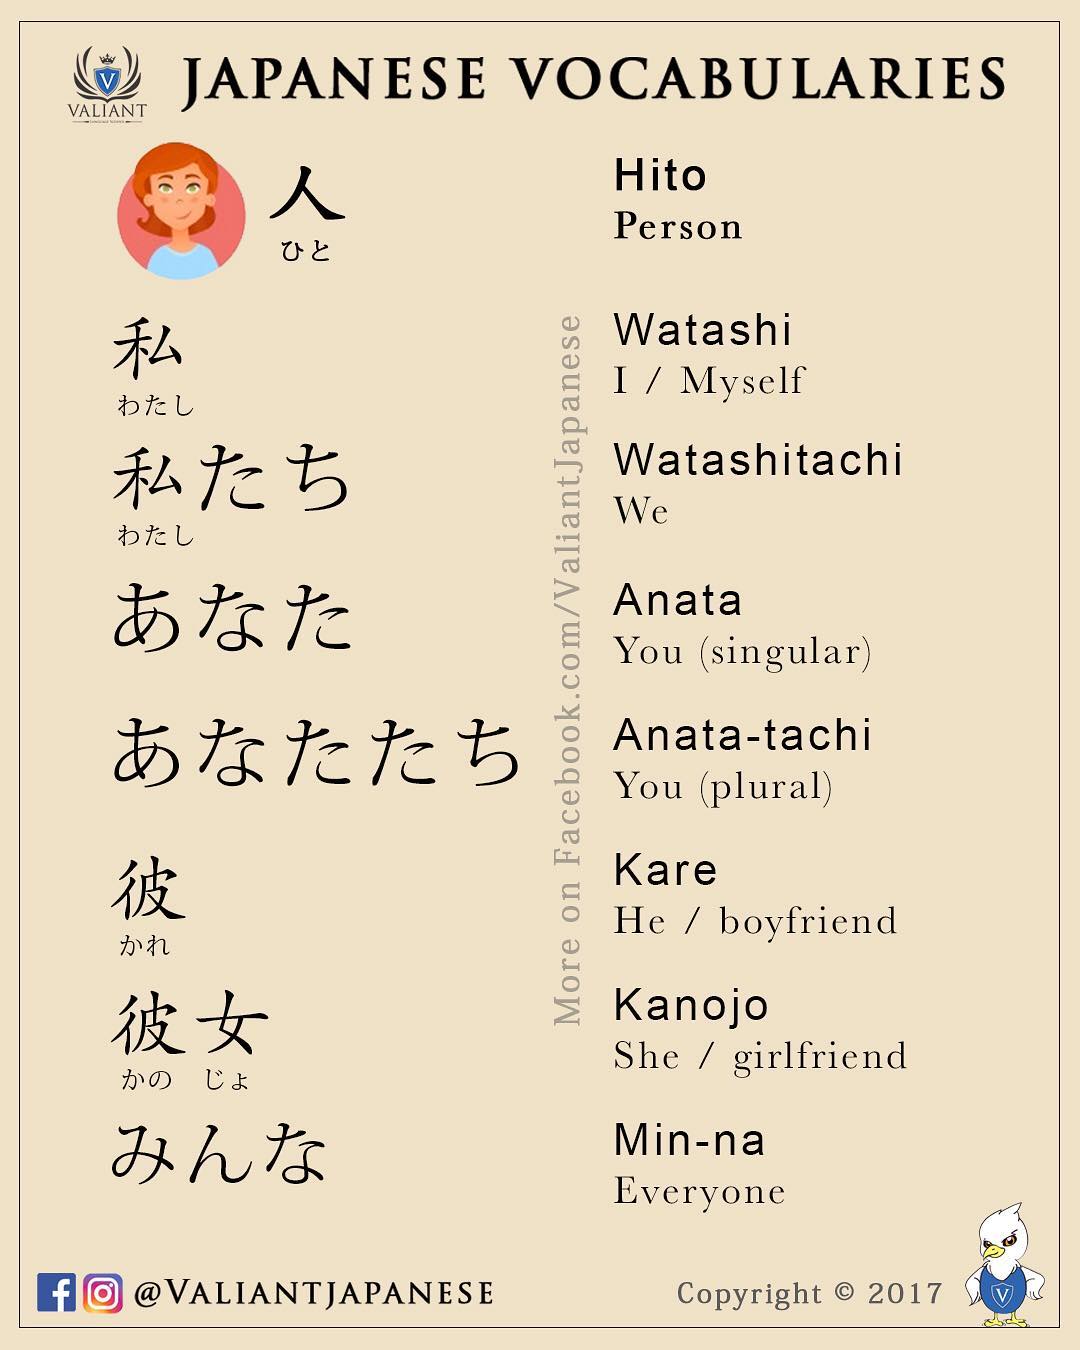 VALIANT
JAPANESE VOCABULARIES
人
ひと
Hito
Person
私
わたし
Watashi
I / Myself
私たち
わたし
Watashitachi
We
あなた
Anata
You (singular)
あなたたち
Anata-tachi
You (plural)
彼
かれ
Kare
He / boyfriend
彼女
かの じょ
Kanojo
She / girlfriend
みんな
Min-na
Everyone
More on Facebook.com/ValiantJapanese
@VALIANTJAPANESE
Copyright © 2017